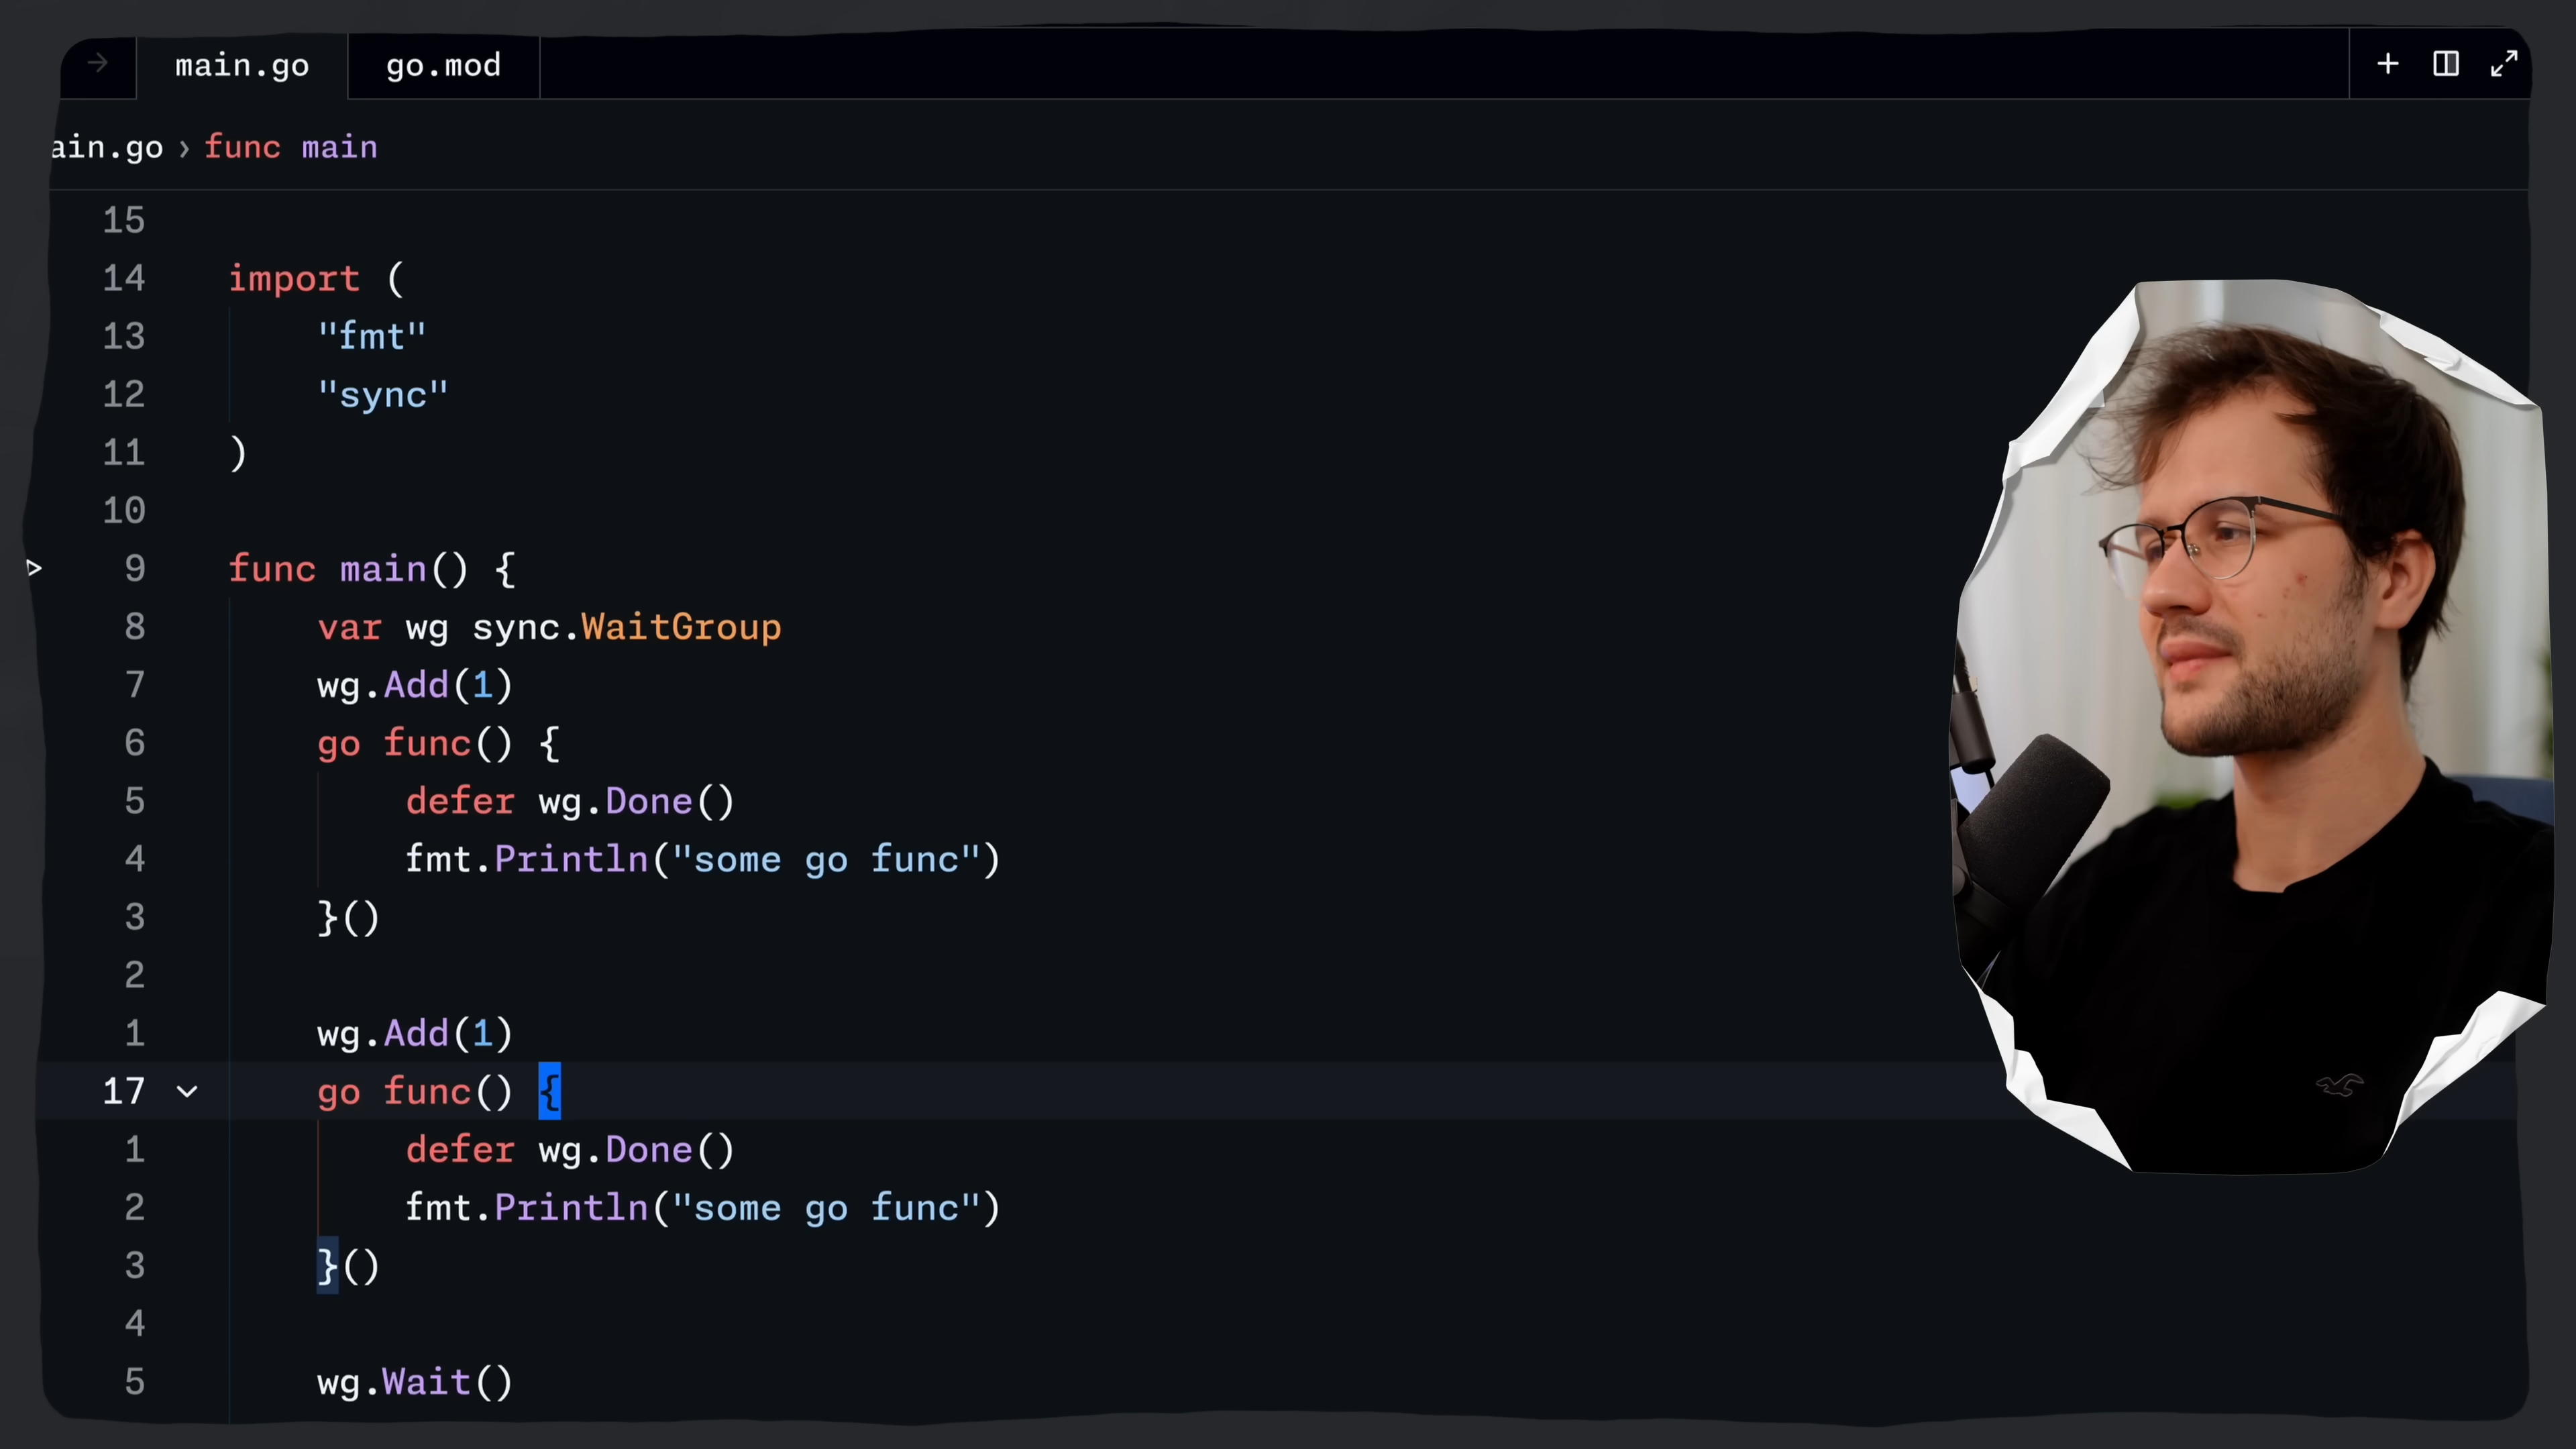 main.go go.mod
ain.go › func main
15
14 import (
13 "fmt"
12 "sync"
11 )
10
9 func main() {
8 var wg sync.WaitGroup
7 wg.Add(1)
6 go func() {
5 defer wg.Done()
4 fmt.Println("some go func")
3 }()
2
1 wg.Add(1)
17 go func() {
1 defer wg.Done()
2 fmt.Println("some go func")
3 }()
4
5 wg.Wait()